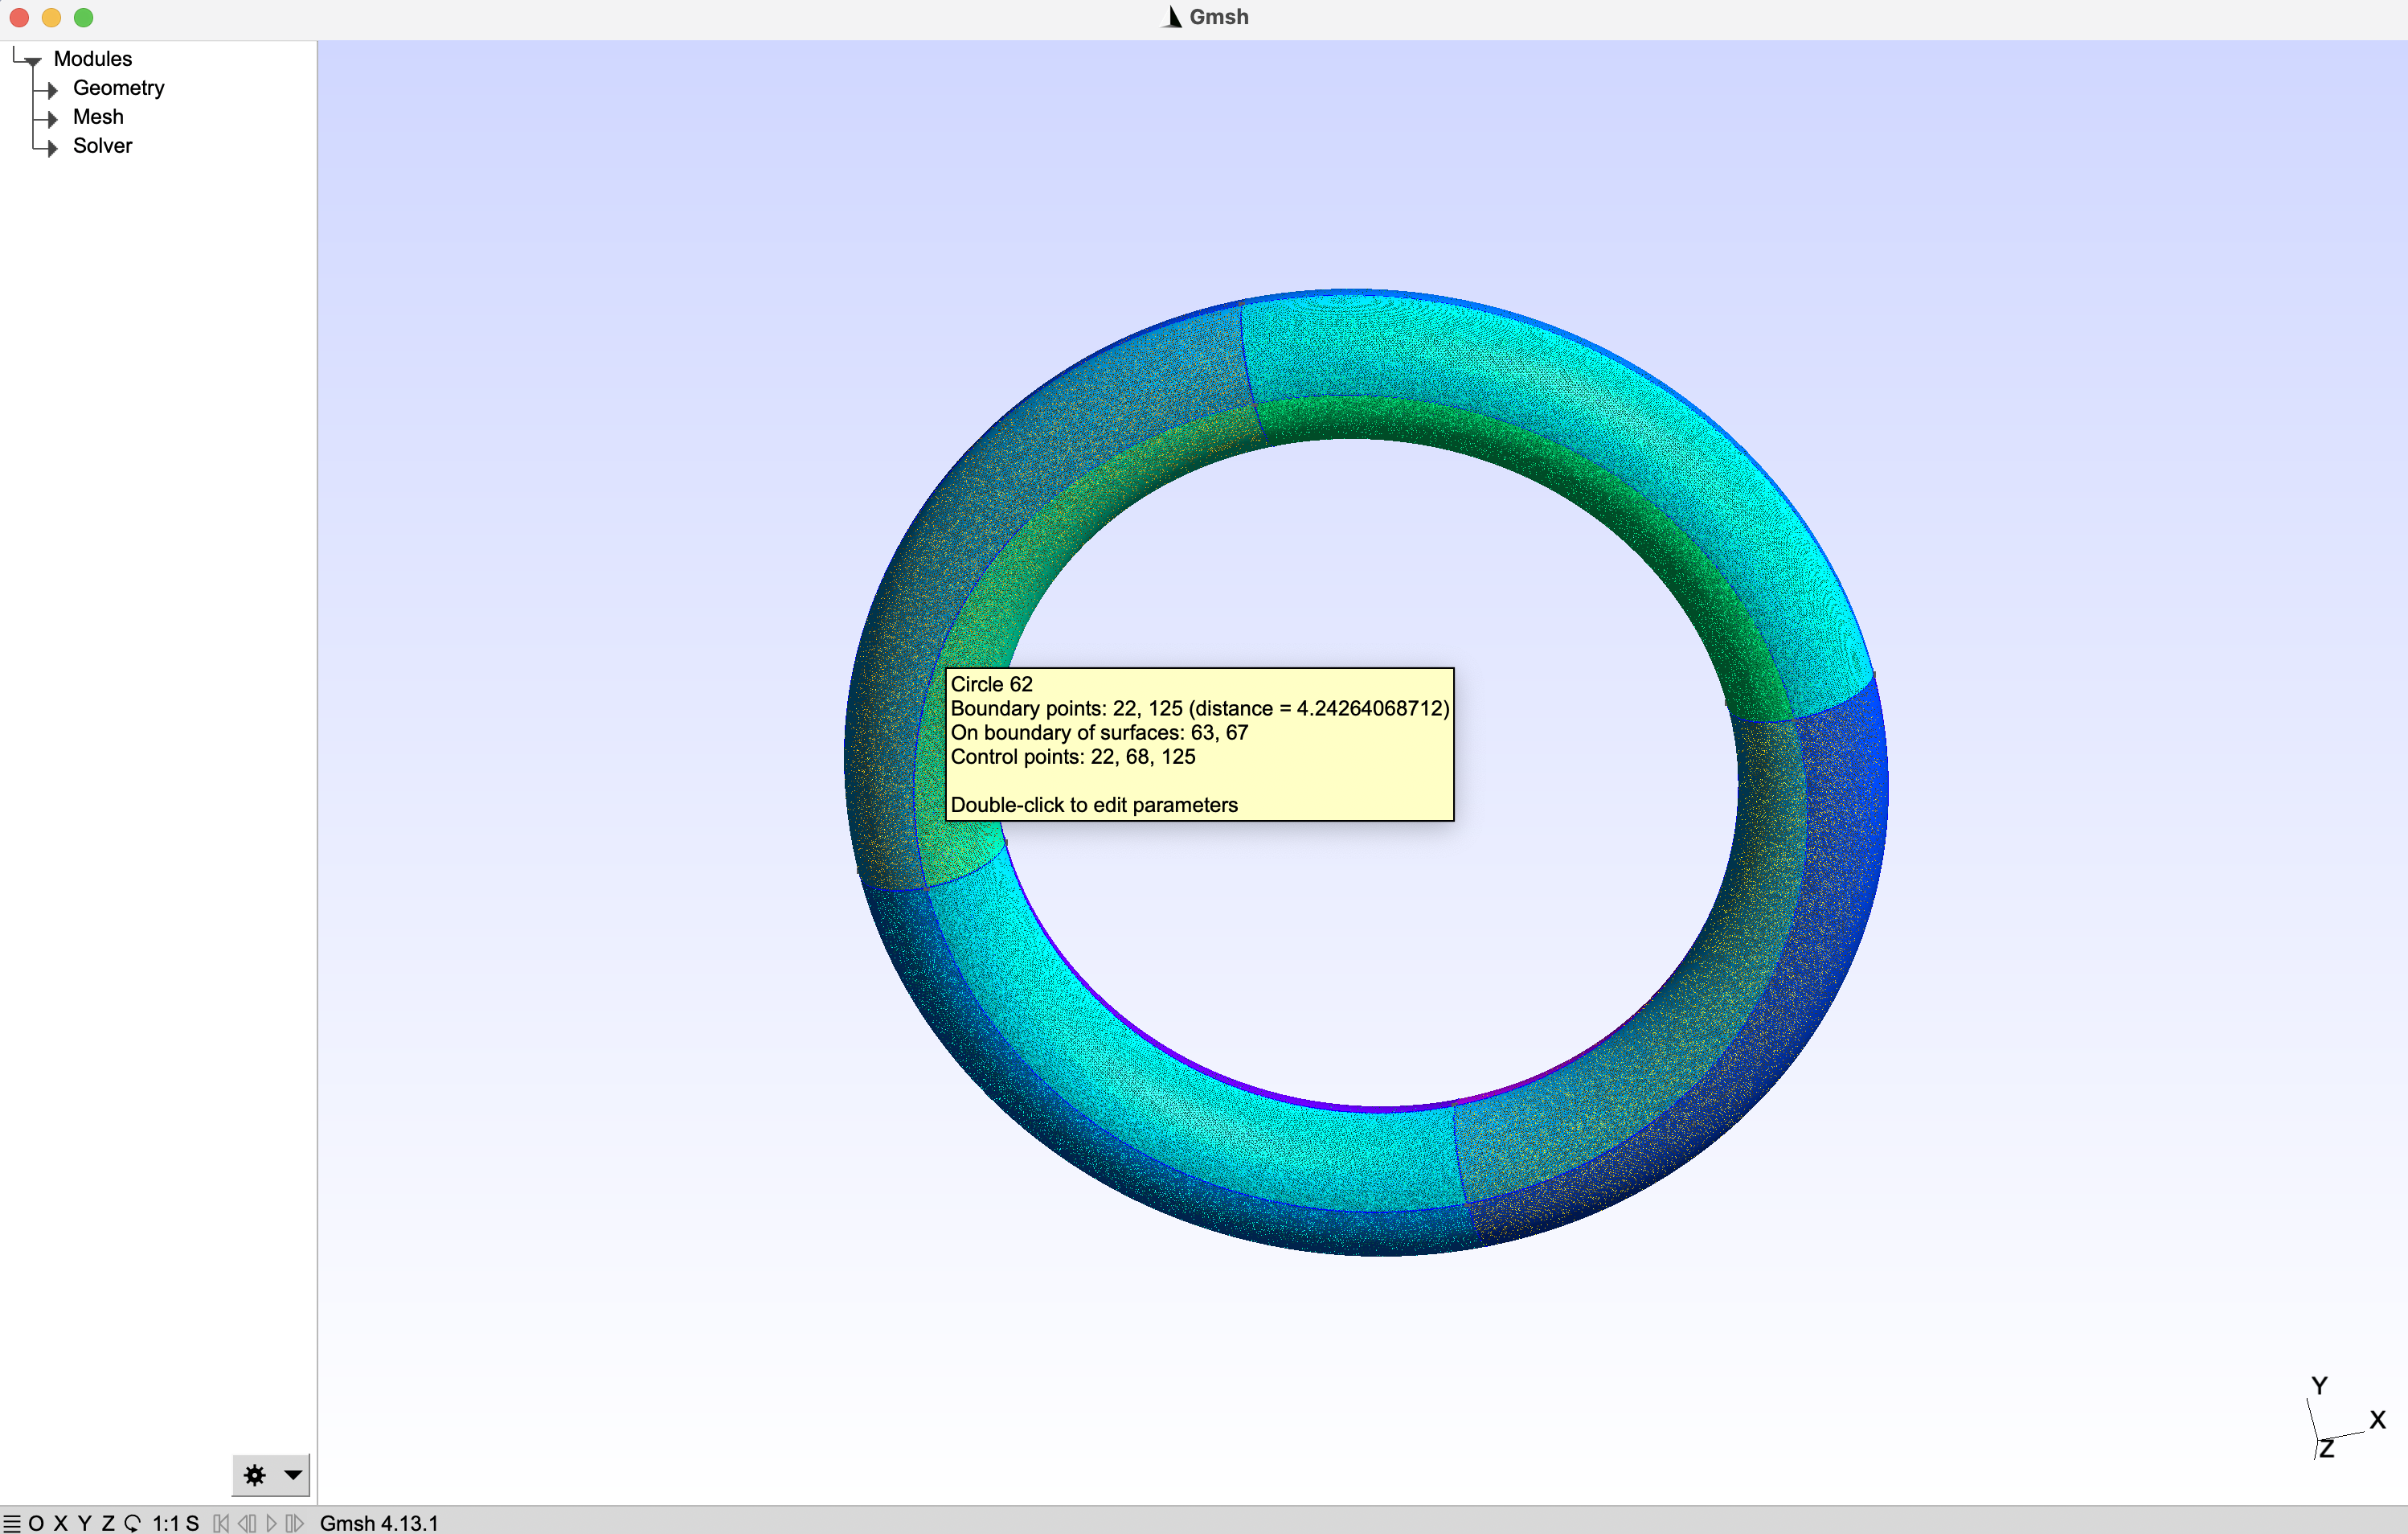 Gmsh
Modules
Geometry
Mesh
Solver
Circle 62
Boundary points: 22, 125 (distance = 4.24264068712)
On boundary of surfaces: 63, 67
Control points: 22, 68, 125
Double-click to edit parameters
Y
X
Z
O X Y Z 1:1 S Gmsh 4.13.1